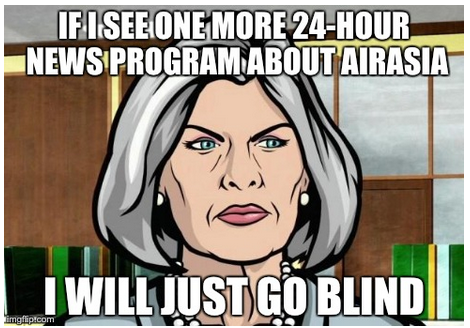 IF I SEE ONE MORE 24-HOUR
NEWS PROGRAM ABOUT AIRASIA
I WILL JUST GO BLIND
imgflip.com